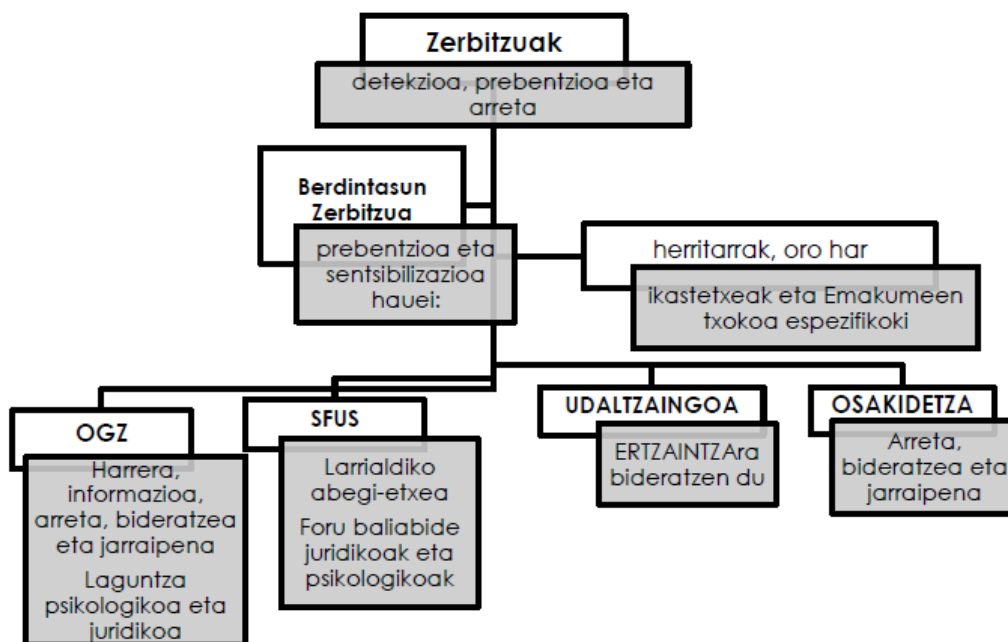 Zerbitzuak
detekzioa, prebentzioa eta
arreta
Berdintasun
Zerbitzua
prebentzioa eta
sentsibilizazioa
hauei:
herritarrak, oro har
ikastetxeak eta Emakumeen
txokoa espezifikoki
OGZ
Harrera,
informazioa,
arreta, bideratzea
eta jarraipena
Laguntza
psikologikoa eta
juridikoa
SFUS
Larrialdiko
abegi-etxea
Foru baliabide
juridikoak eta
psikologikoak
UDALTZAINGOA
ERTZAINTZAra
bideratzen du
OSAKIDETZA
Arreta,
bideratzea eta
jarraipena